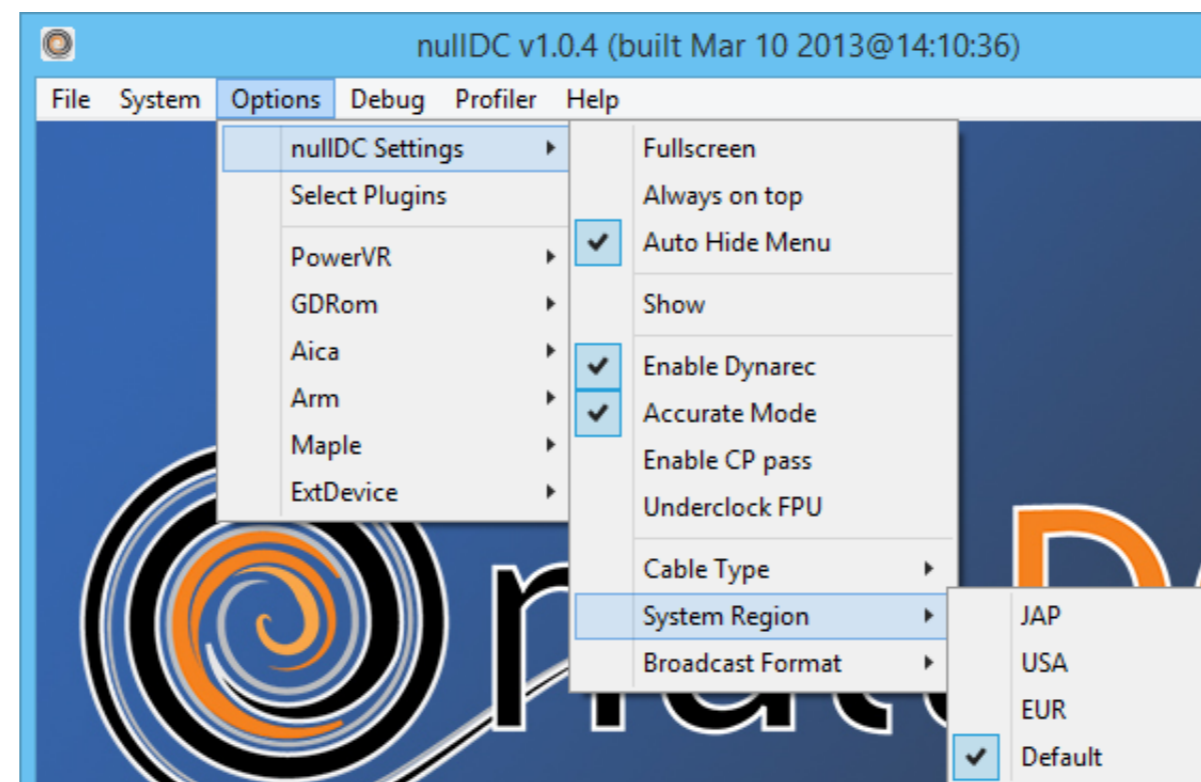 nullDC v1.0.4 (built Mar 10 2013@14:10:36)
File System Options Debug Profiler Help
nullDC Settings
Select Plugins
PowerVR
GDRom
Aica
Arm
Maple
ExtDevice
Fullscreen
Always on top
Auto Hide Menu
Show
Enable Dynarec
Accurate Mode
Enable CP pass
Underclock FPU
Cable Type
System Region
Broadcast Format
JAP
USA
EUR
Default